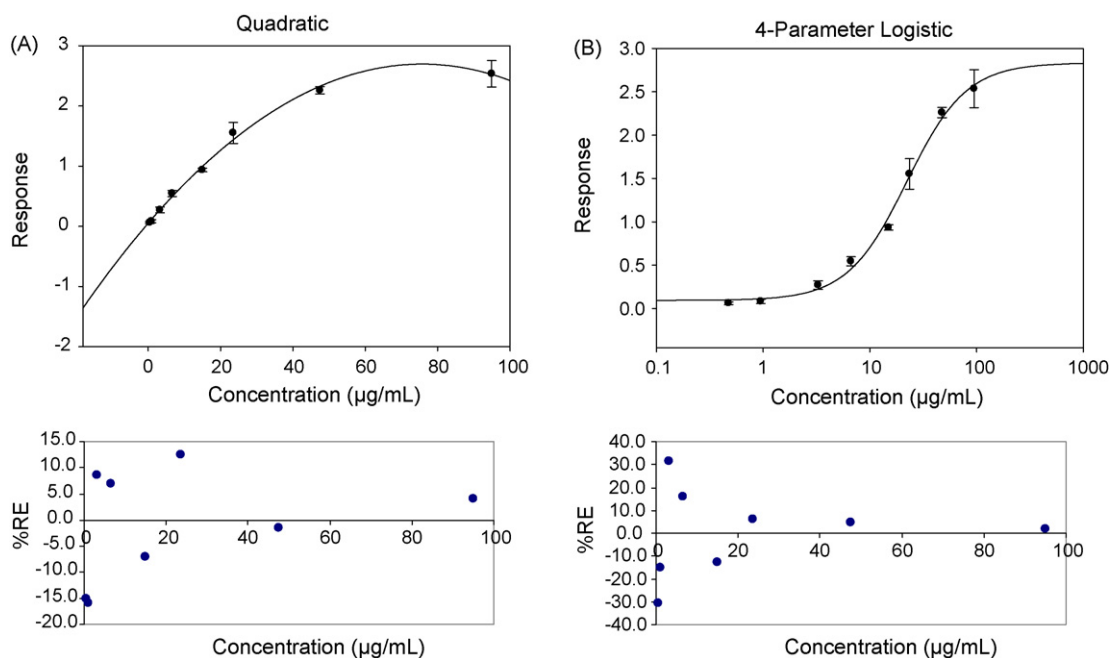 (A)
Quadratic
3
2
1
0
-1
-2
Response
0 20 40 60 80 100
Concentration (µg/mL)
15.0
10.0
5.0
0.0
-5.0
-10.0
-15.0
-20.0
%RE
0 20 40 60 80 100
Concentration (µg/mL)
(B)
4-Parameter Logistic
3.0
2.5
2.0
1.5
1.0
0.5
0.0
Response
0.1 1 10 100 1000
Concentration (µg/mL)
40.0
30.0
20.0
10.0
0.0
-10.0
-20.0
-30.0
-40.0
%RE
0 20 40 60 80 100
Concentration (µg/mL)